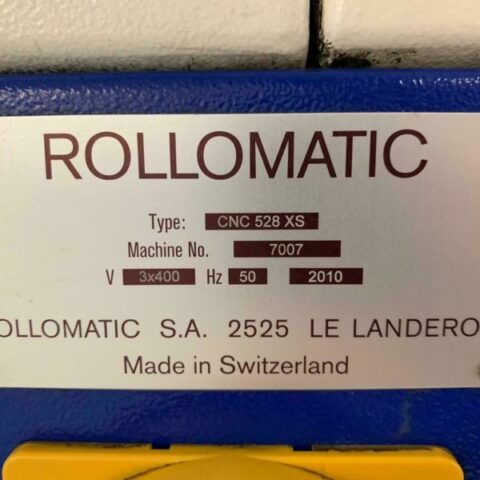 ROLLOMATIC
Type: CNC 528 XS
Machine No. 7007
V 3x400 Hz 50 2010
OLLOMATIC S.A. 2525 LE LANDERO
Made in Switzerland